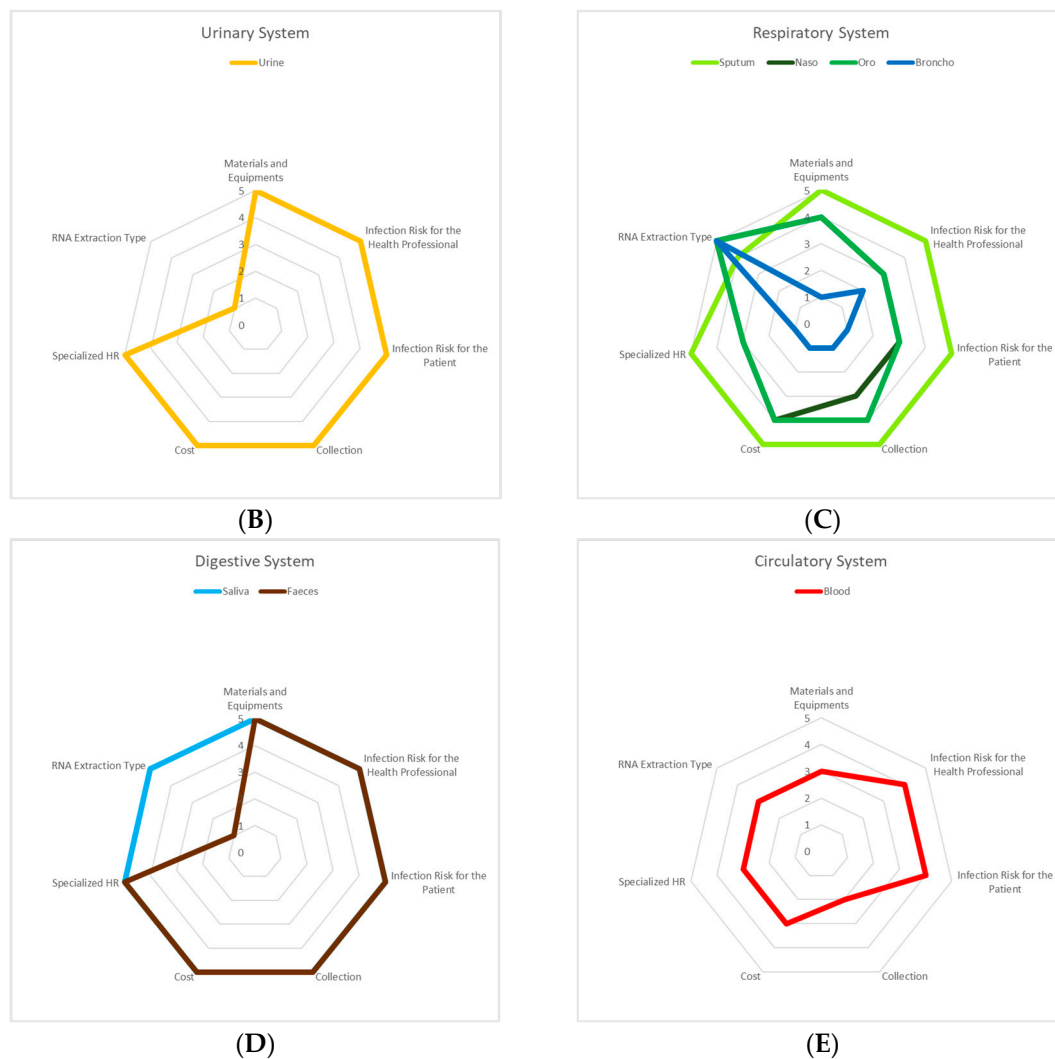 Urinary System
Urine
Materials and
Equipments
5
4
3
2
1
0
Infection Risk for the
Health Professional
Infection Risk for the
Patient
Collection
Cost
Specialized HR
RNA Extraction Type
(B)
Respiratory System
Sputum Naso Oro Broncho
Materials and
Equipments
5
4
3
2
1
0
Infection Risk for the
Health Professional
Infection Risk for the
Patient
Collection
Cost
Specialized HR
RNA Extraction Type
(C)
Digestive System
Saliva Faeces
Materials and
Equipments
5
4
3
2
1
0
Infection Risk for the
Health Professional
Infection Risk for the
Patient
Collection
Cost
Specialized HR
RNA Extraction Type
(D)
Circulatory System
Blood
Materials and
Equipments
5
4
3
2
1
0
Infection Risk for the
Health Professional
Infection Risk for the
Patient
Collection
Cost
Specialized HR
RNA Extraction Type
(E)